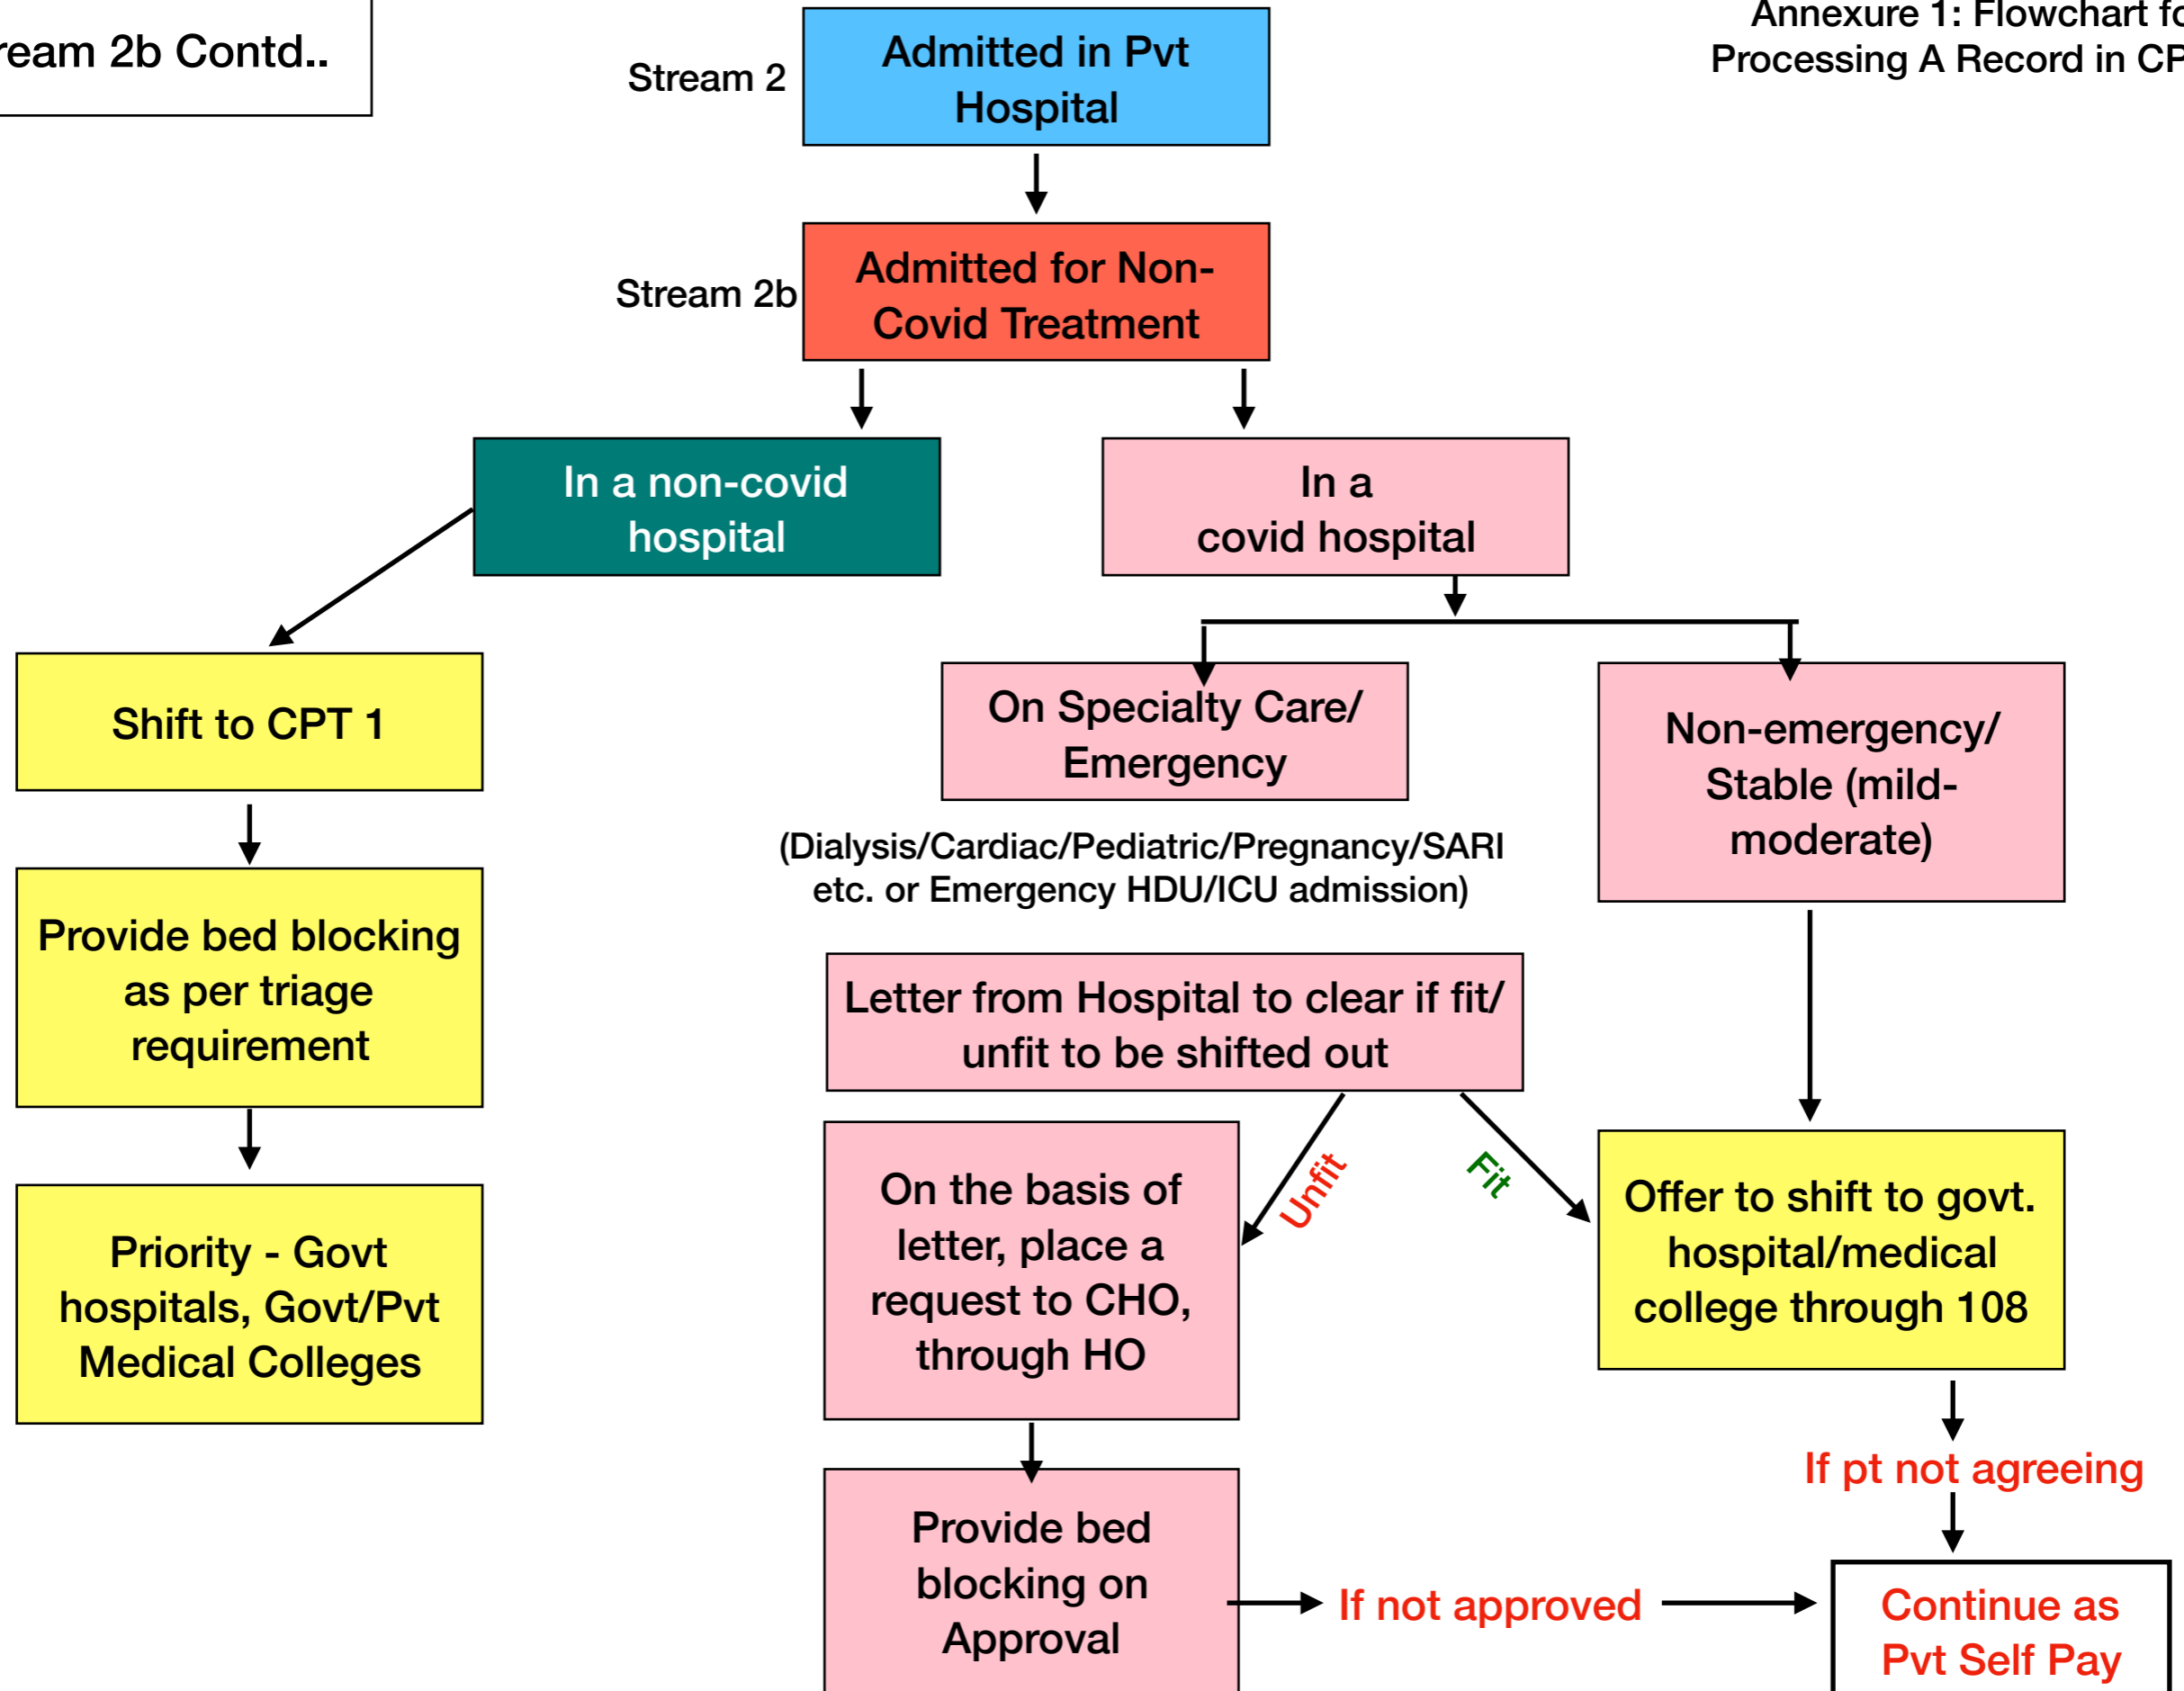 ream 2b Contd..
Annexure 1: Flowchart fo
Processing A Record in CP
Stream 2
Admitted in Pvt
Hospital
Stream 2b
Admitted for Non-
Covid Treatment
In a non-covid
hospital
In a
covid hospital
Shift to CPT 1
Provide bed blocking
as per triage
requirement
Priority - Govt
hospitals, Govt/Pvt
Medical Colleges
On Specialty Care/
Emergency
(Dialysis/Cardiac/Pediatric/Pregnancy/SARI
etc. or Emergency HDU/ICU admission)
Non-emergency/
Stable (mild-
moderate)
Letter from Hospital to clear if fit/
unfit to be shifted out
Unfit
Fit
On the basis of
letter, place a
request to CHO,
through HO
Offer to shift to govt.
hospital/medical
college through 108
If pt not agreeing
Provide bed
blocking on
Approval
If not approved
Continue as
Pvt Self Pay